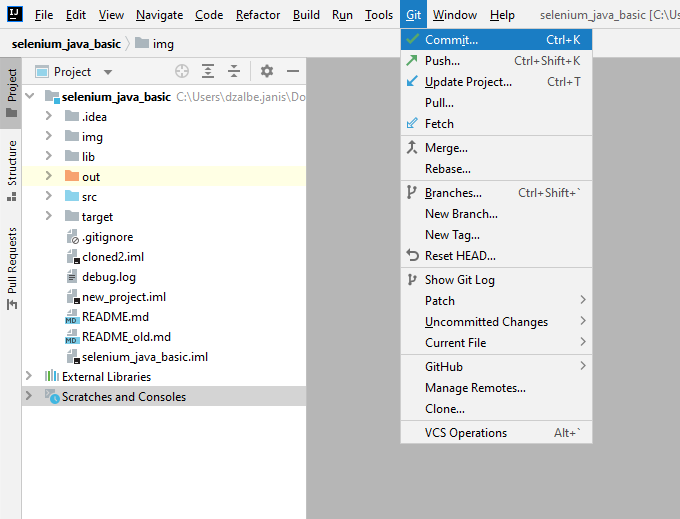 IJ File Edit View Navigate Code Refactor Build Run Tools Git Window Help selenium_java_basic [C:\Us
selenium_java_basic img
Project
Structure
Pull Requests
Project
selenium_java_basic C:\Users\dzalbe.janis\Do
.idea
img
lib
out
src
target
.gitignore
cloned2.iml
debug.log
new_project.iml
MD README.md
MD README_old.md
selenium_java_basic.iml
External Libraries
Scratches and Consoles
Commit... Ctrl+K
Push... Ctrl+Shift+K
Update Project... Ctrl+T
Pull...
Fetch
Merge...
Rebase...
Branches... Ctrl+Shift+`
New Branch...
New Tag...
Reset HEAD...
Show Git Log
Patch
Uncommitted Changes
Current File
GitHub
Manage Remotes...
Clone...
VCS Operations Alt+`